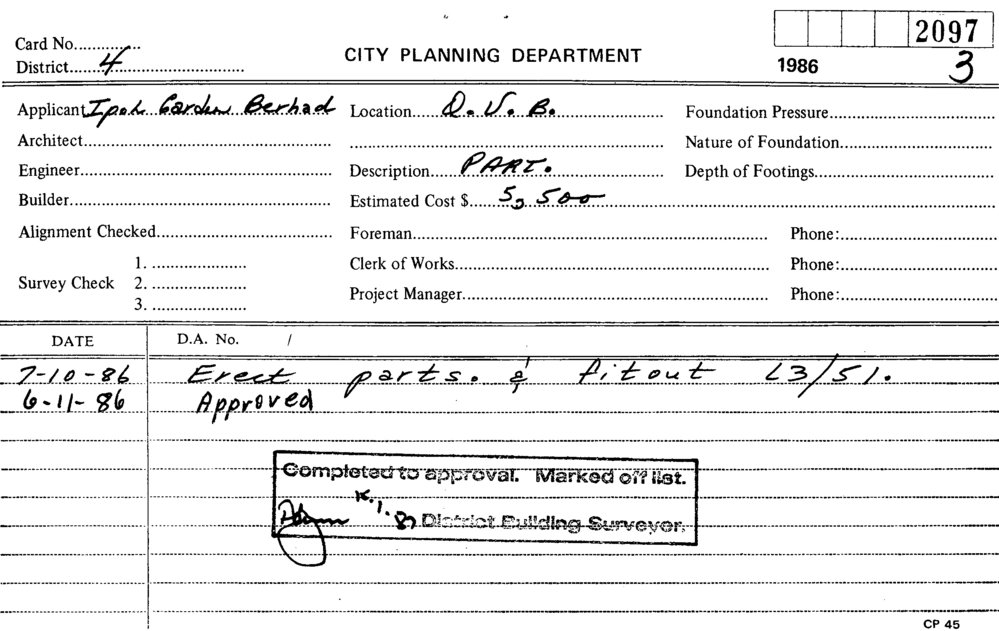 2097
Card No.
CITY PLANNING DEPARTMENT
District 4
1986
3
Applicant Ipoh Garden Berhad
Location Q.V.B.
Foundation Pressure
Architect
Nature of Foundation
Engineer
Description PART.
Depth of Footings
Builder
Estimated Cost $ 5,500
Alignment Checked
Foreman
Phone:
Survey Check
1.
2.
3.
Clerk of Works
Phone:
Project Manager
Phone:
DATE
D.A. No. /
7-10-86 Erect parts. & fitout L3/51.
6-11-86 Approved
Completed to approval. Marked off list.
District Building Surveyor.
CP 45